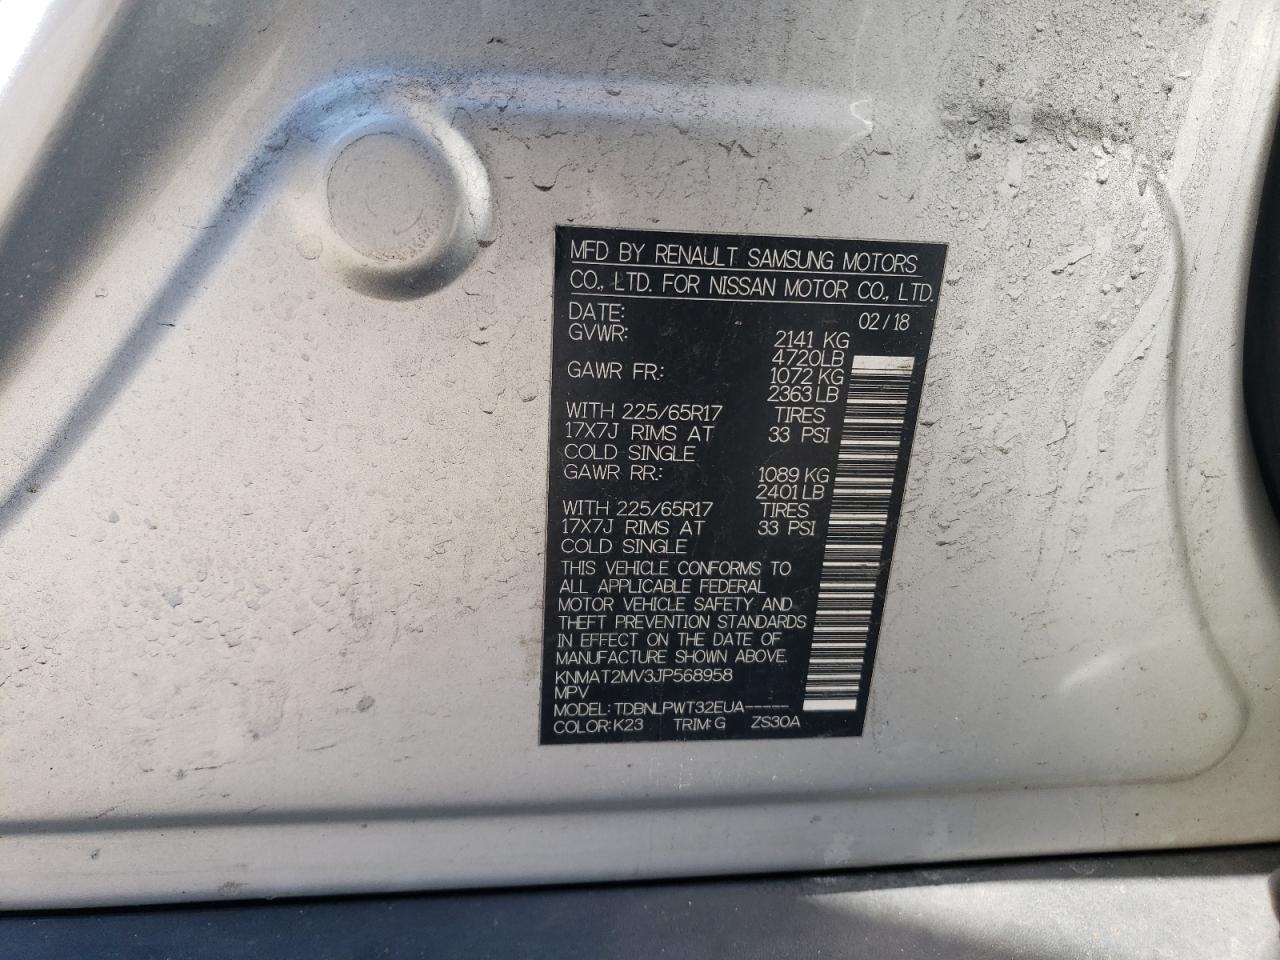 MFD BY RENAULT SAMSUNG MOTORS
CO., LTD. FOR NISSAN MOTOR CO., LTD.
DATE: 02/18
GVWR: 2141 KG
4720LB
GAWR FR: 1072 KG
2363 LB
WITH 225/65R17 TIRES
17X7J RIMS AT 33 PSI
COLD SINGLE
GAWR RR: 1089 KG
2401 LB
WITH 225/65R17 TIRES
17X7J RIMS AT 33 PSI
COLD SINGLE
THIS VEHICLE CONFORMS TO
ALL APPLICABLE FEDERAL
MOTOR VEHICLE SAFETY AND
THEFT PREVENTION STANDARDS
IN EFFECT ON THE DATE OF
MANUFACTURE SHOWN ABOVE.
KNMAT2MV3JP568958
MPV
MODEL: TDBNLPWT32EUA-----
COLOR: K23 TRIM: G ZS30A